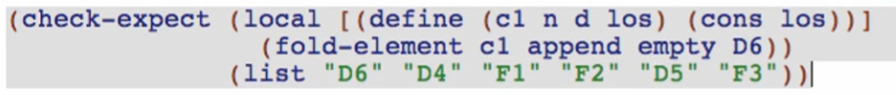 (check-expect (local [(define (c1 n d los) (cons los))]
(fold-element c1 append empty D6))
(list "D6" "D4" "F1" "F2" "D5" "F3"))